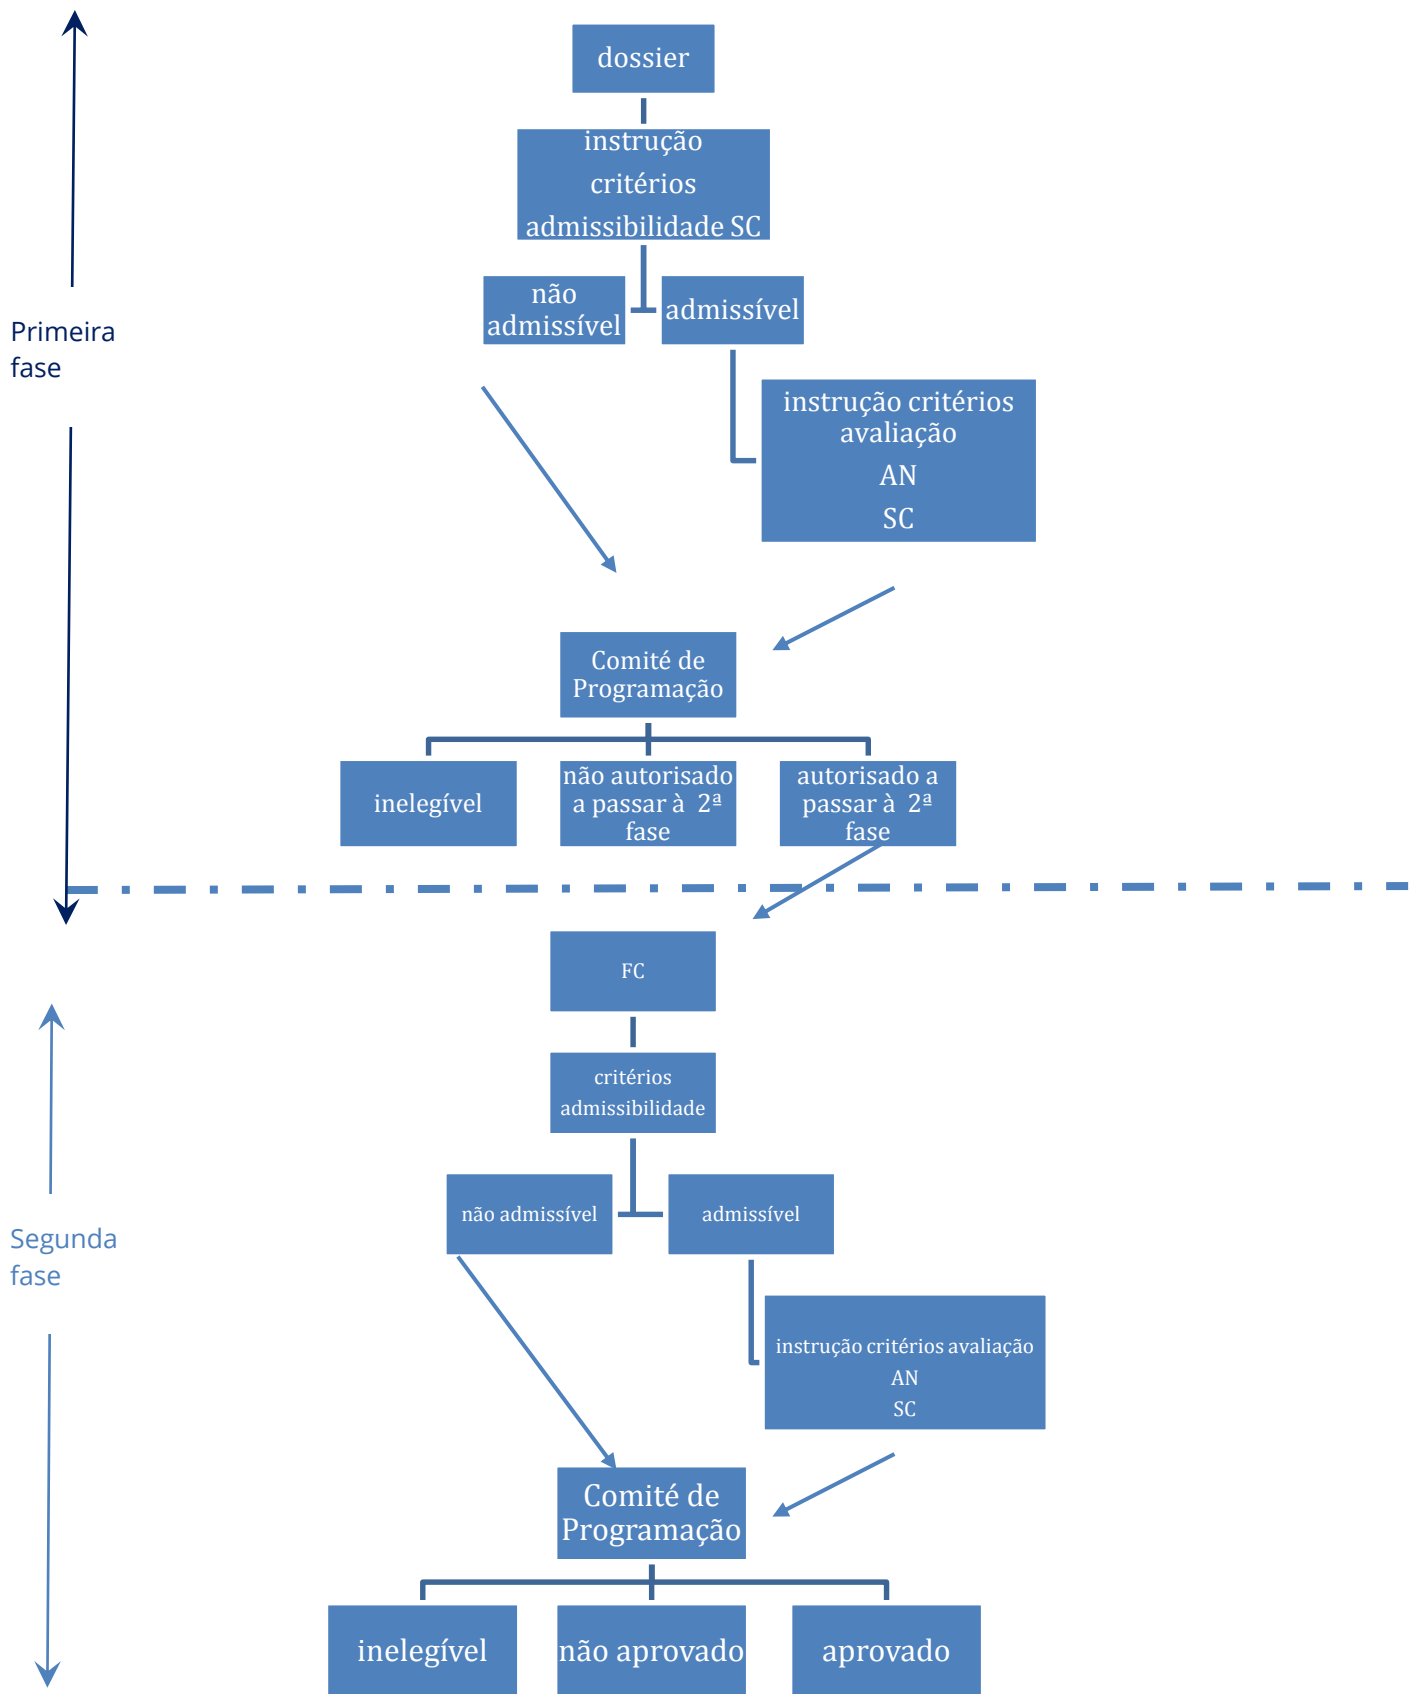 dossier
instrução
critérios
admissibilidade SC
não
admissível
admissível
Primeira
fase
instrução critérios
avaliação
AN
SC
Comité de
Programação
inelegível
não autorisado
a passar à 2ª
fase
autorisado a
passar à 2ª
fase
FC
critérios
admissibilidade
não admissível
admissível
Segunda
fase
instrução critérios avaliação
AN
SC
Comité de
Programação
inelegível
não aprovado
aprovado